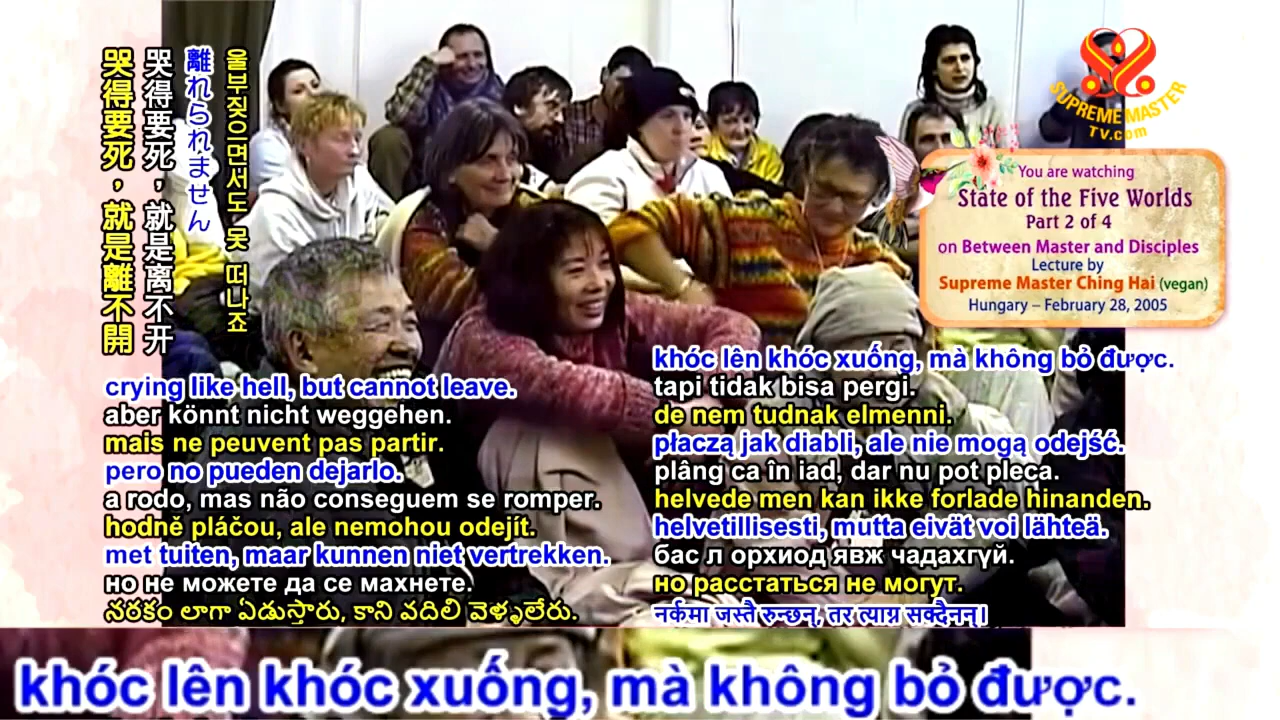 哭得要死，就是離不開
哭得要死，就是离不开
離れられません
울부짖으면서도 못 떠나죠
SUPREME MASTER
TV.com
You are watching
State of the Five Worlds
Part 2 of 4
on Between Master and Disciples
Lecture by
Supreme Master Ching Hai (vegan)
Hungary – February 28, 2005
crying like hell, but cannot leave.
aber könnt nicht weggehen.
mais ne peuvent pas partir.
pero no pueden dejarlo.
a rodo, mas não conseguem se romper.
hodně pláčou, ale nemohou odejít.
met tuiten, maar kunnen niet vertrekken.
но не можете да се махнете.
నరకం లాగా ఏడుస్తారు, కాని వదిలి వెళ్ళలేరు.
khóc lên khóc xuống, mà không bỏ được.
tapi tidak bisa pergi.
de nem tudnak elmenni.
płaczą jak diabli, ale nie mogą odejść.
plâng ca în iad, dar nu pot pleca.
helvede men kan ikke forlade hinanden.
helvetillisesti, mutta eivät voi lähteä.
бас л орхиод явж чадахгүй.
но расстаться не могут.
नर्कमा जस्तै रुन्छन्, तर त्याग्न सक्दैनन्।
khóc lên khóc xuống, mà không bỏ được.